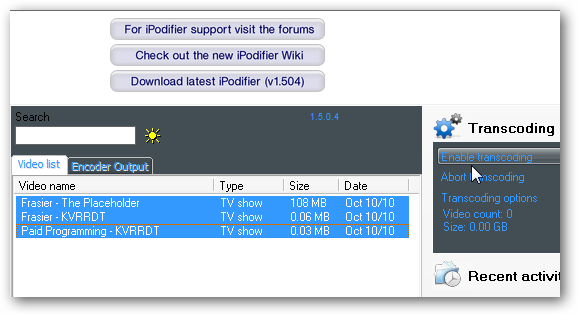 For iPodifier support visit the forums
Check out the new iPodifier Wiki
Download latest iPodifier (v1.504)
Search
1.5.0.4
Video list
Encoder Output
Video name Type Size Date
Frasier - The Placeholder TV show 108 MB Oct 10/10
Frasier - KVRRDT TV show 0.06 MB Oct 10/10
Paid Programming - KVRRDT TV show 0.03 MB Oct 10/10
Transcoding
Enable transcoding
Abort transcoding
Transcoding options
Video count: 0
Size: 0.00 GB
Recent activi